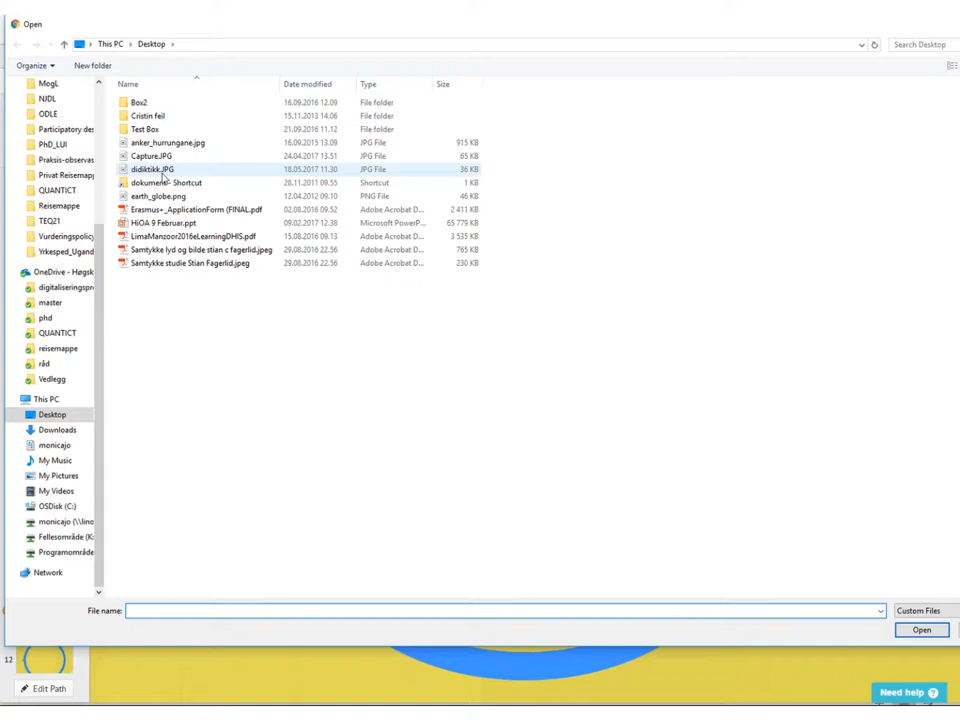 Open
This PC > Desktop >
Search Desktop
Organize
New folder
Name
Date modified
Type
Size
MogL
NJDL
ODLE
Participatory des
PhD_LUI
Praksis-observas
Privat Reisemapp
QUANTICT
Reisemappe
TEQ21
Vurderingspolicy
Yrkesped_Ugand
OneDrive - Høgsk
digitaliseringspro
master
phd
QUANTICT
reisemappe
råd
Vedlegg
This PC
Desktop
Downloads
monicajo
My Music
My Pictures
My Videos
OSDisk (C:)
monicajo (\\lino
Fellesområde (Fe
Programområde
Network
Box2 16.09.2016 12.09 File folder
Cristin feil 15.11.2013 14.06 File folder
Test Box 21.09.2016 11.12 File folder
anker_hurrungane.jpg 16.09.2015 13.09 JPG File 915 KB
Capture.JPG 24.04.2017 13.51 JPG File 65 KB
didiktikk.JPG 18.05.2017 11.30 JPG File 36 KB
dokument - Shortcut 28.11.2011 09.55 Shortcut 1 KB
earth_globe.png 12.04.2012 09.10 PNG File 46 KB
Erasmus+_ApplicationForm (FINAL.pdf 02.08.2016 09.52 Adobe Acrobat D... 2 411 KB
HiOA 9 Februar.ppt 09.02.2017 12.38 Microsoft PowerP... 65 779 KB
LimaManzoor2016eLearningDHIS.pdf 15.08.2016 09.13 Adobe Acrobat D... 3 535 KB
Samtykke lyd og bilde stian c fagerlid.jpeg 29.08.2016 22.56 Adobe Acrobat D... 765 KB
Samtykke studie Stian Fagerlid.jpeg 29.08.2016 22.56 Adobe Acrobat D... 230 KB
File name:
Custom Files
Open
12
Edit Path
Need help ?